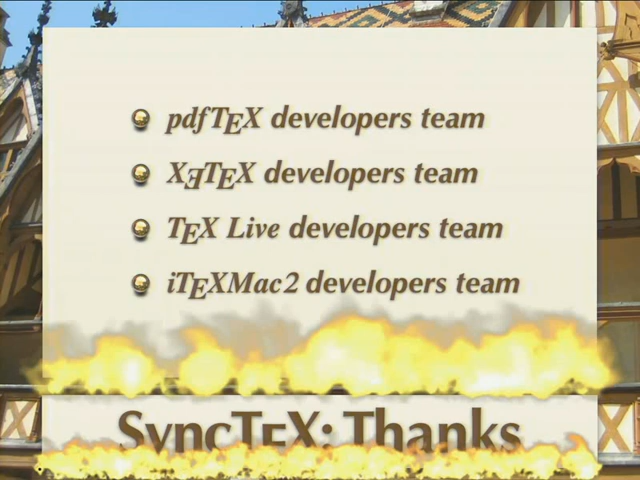 pdfTEX developers team
XƎTEX developers team
TEX Live developers team
iTEXMac2 developers team
SyncTEX: Thanks